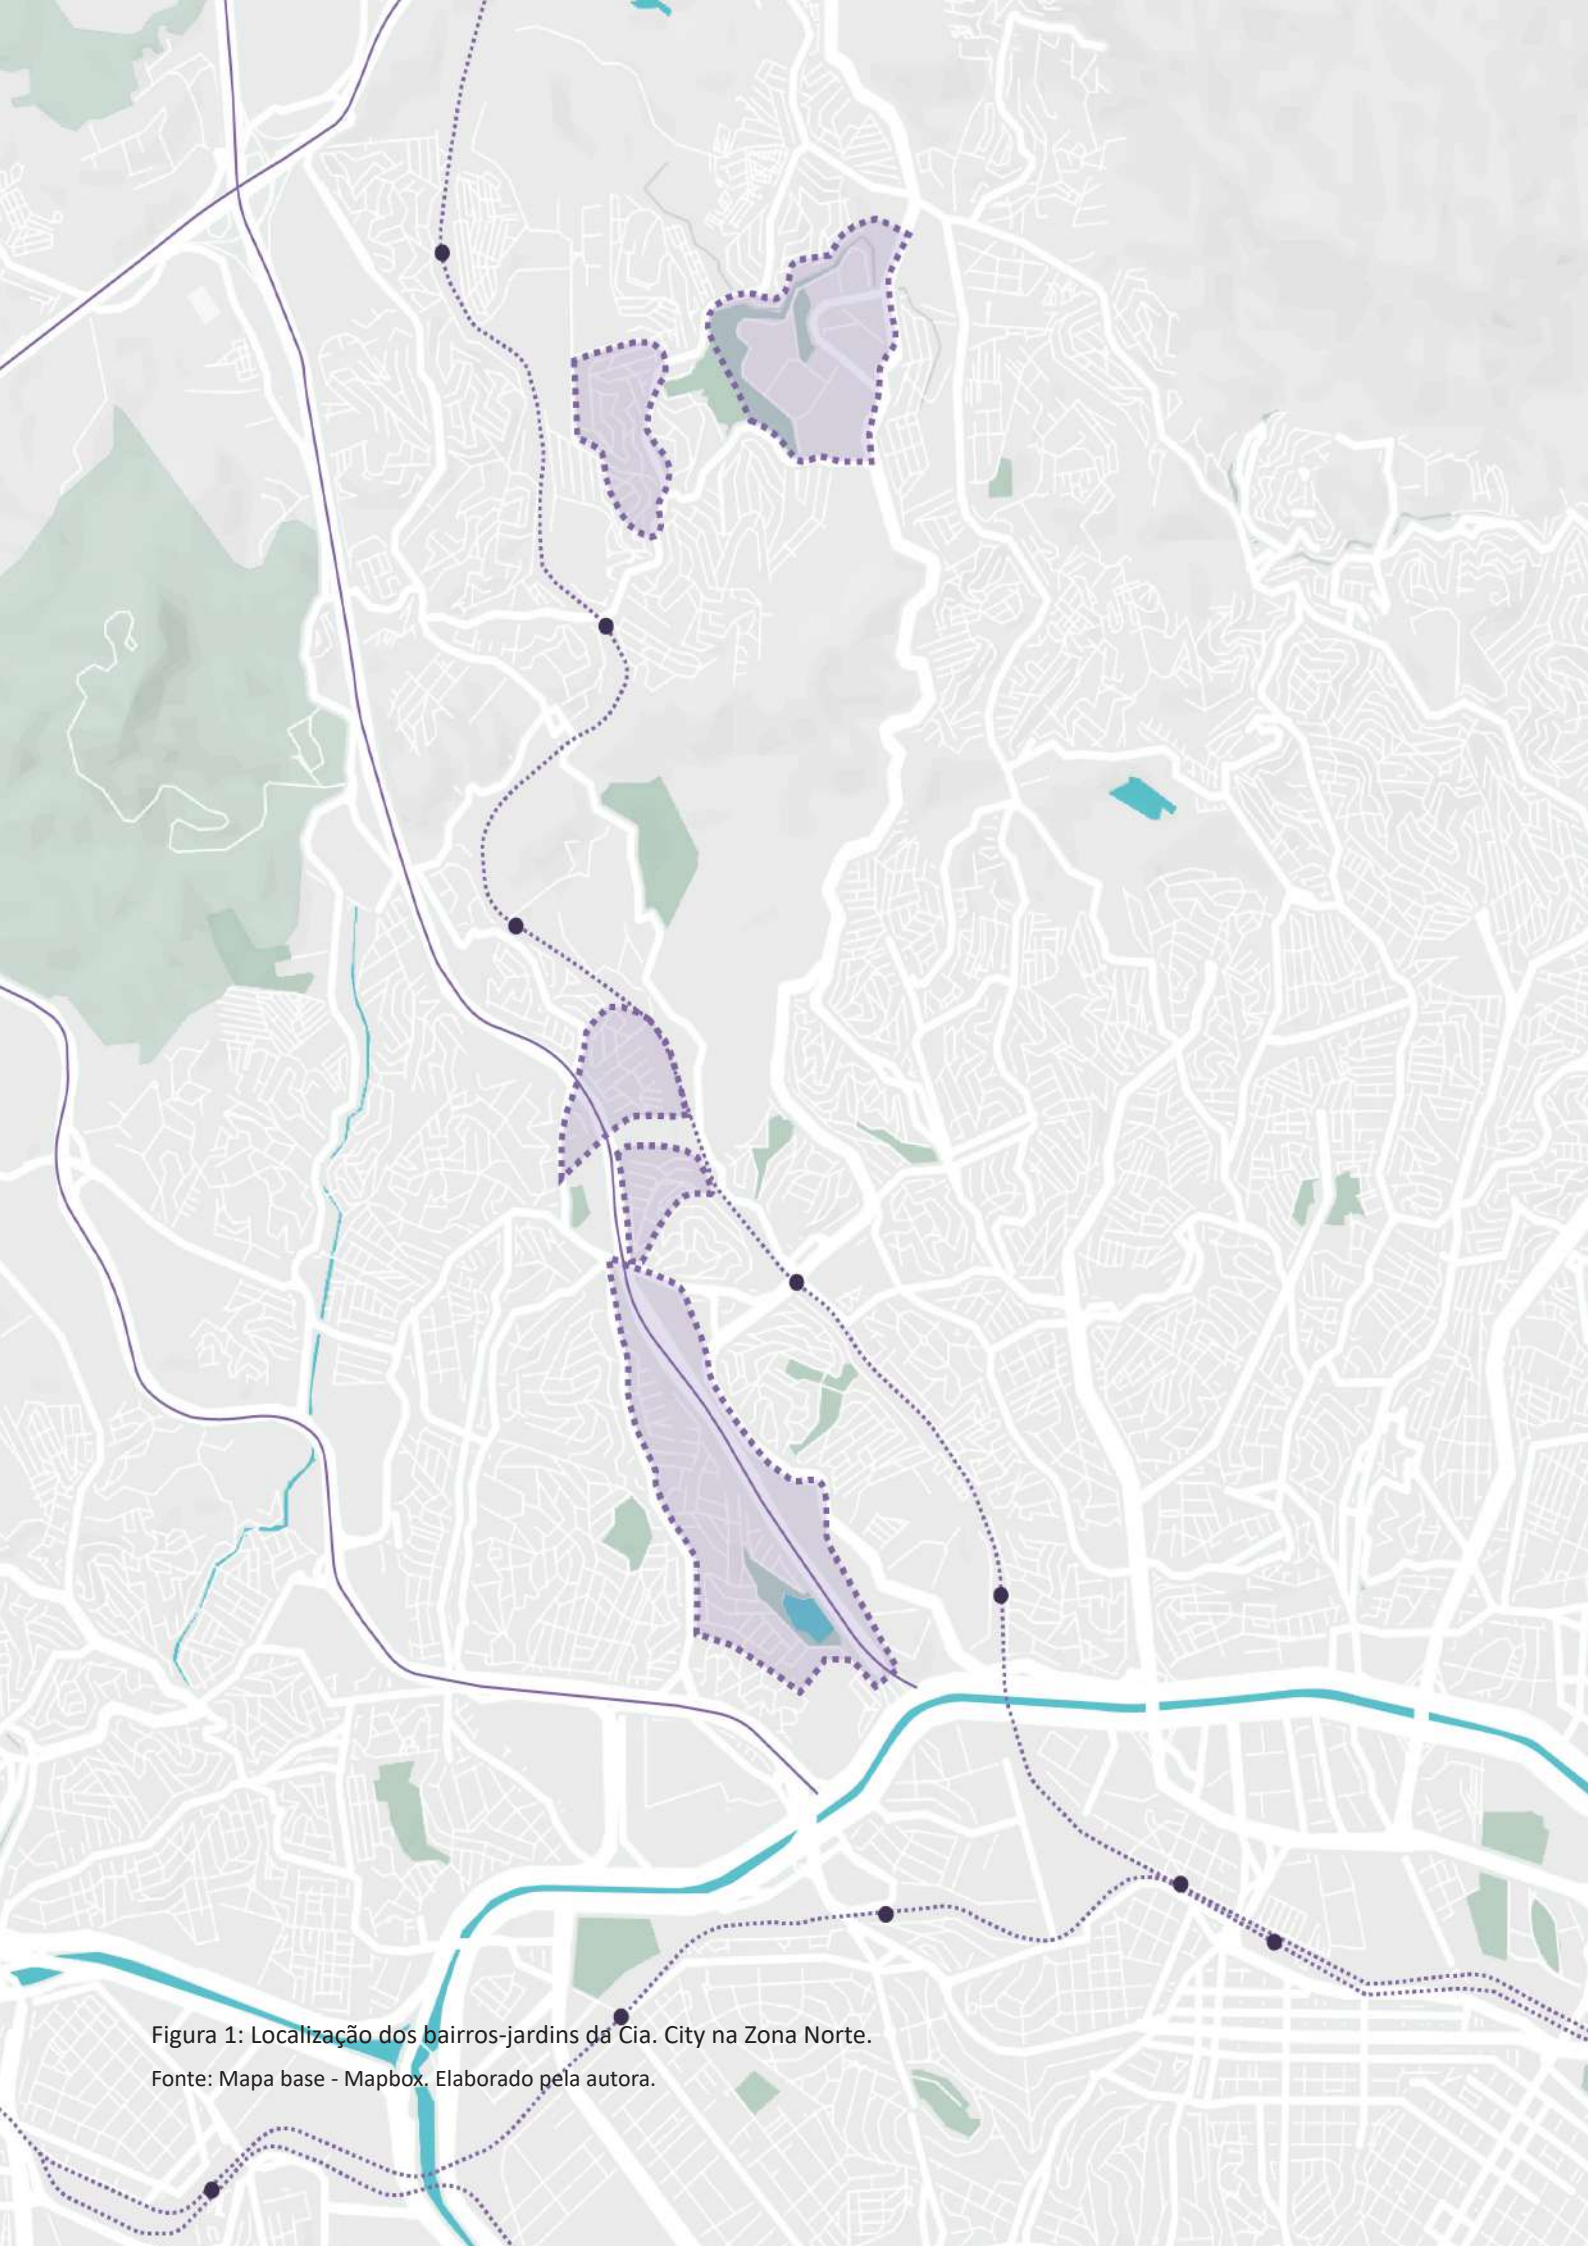 Figura 1: Localização dos bairros-jardins da Cia. City na Zona Norte.
Fonte: Mapa base - Mapbox. Elaborado pela autora.